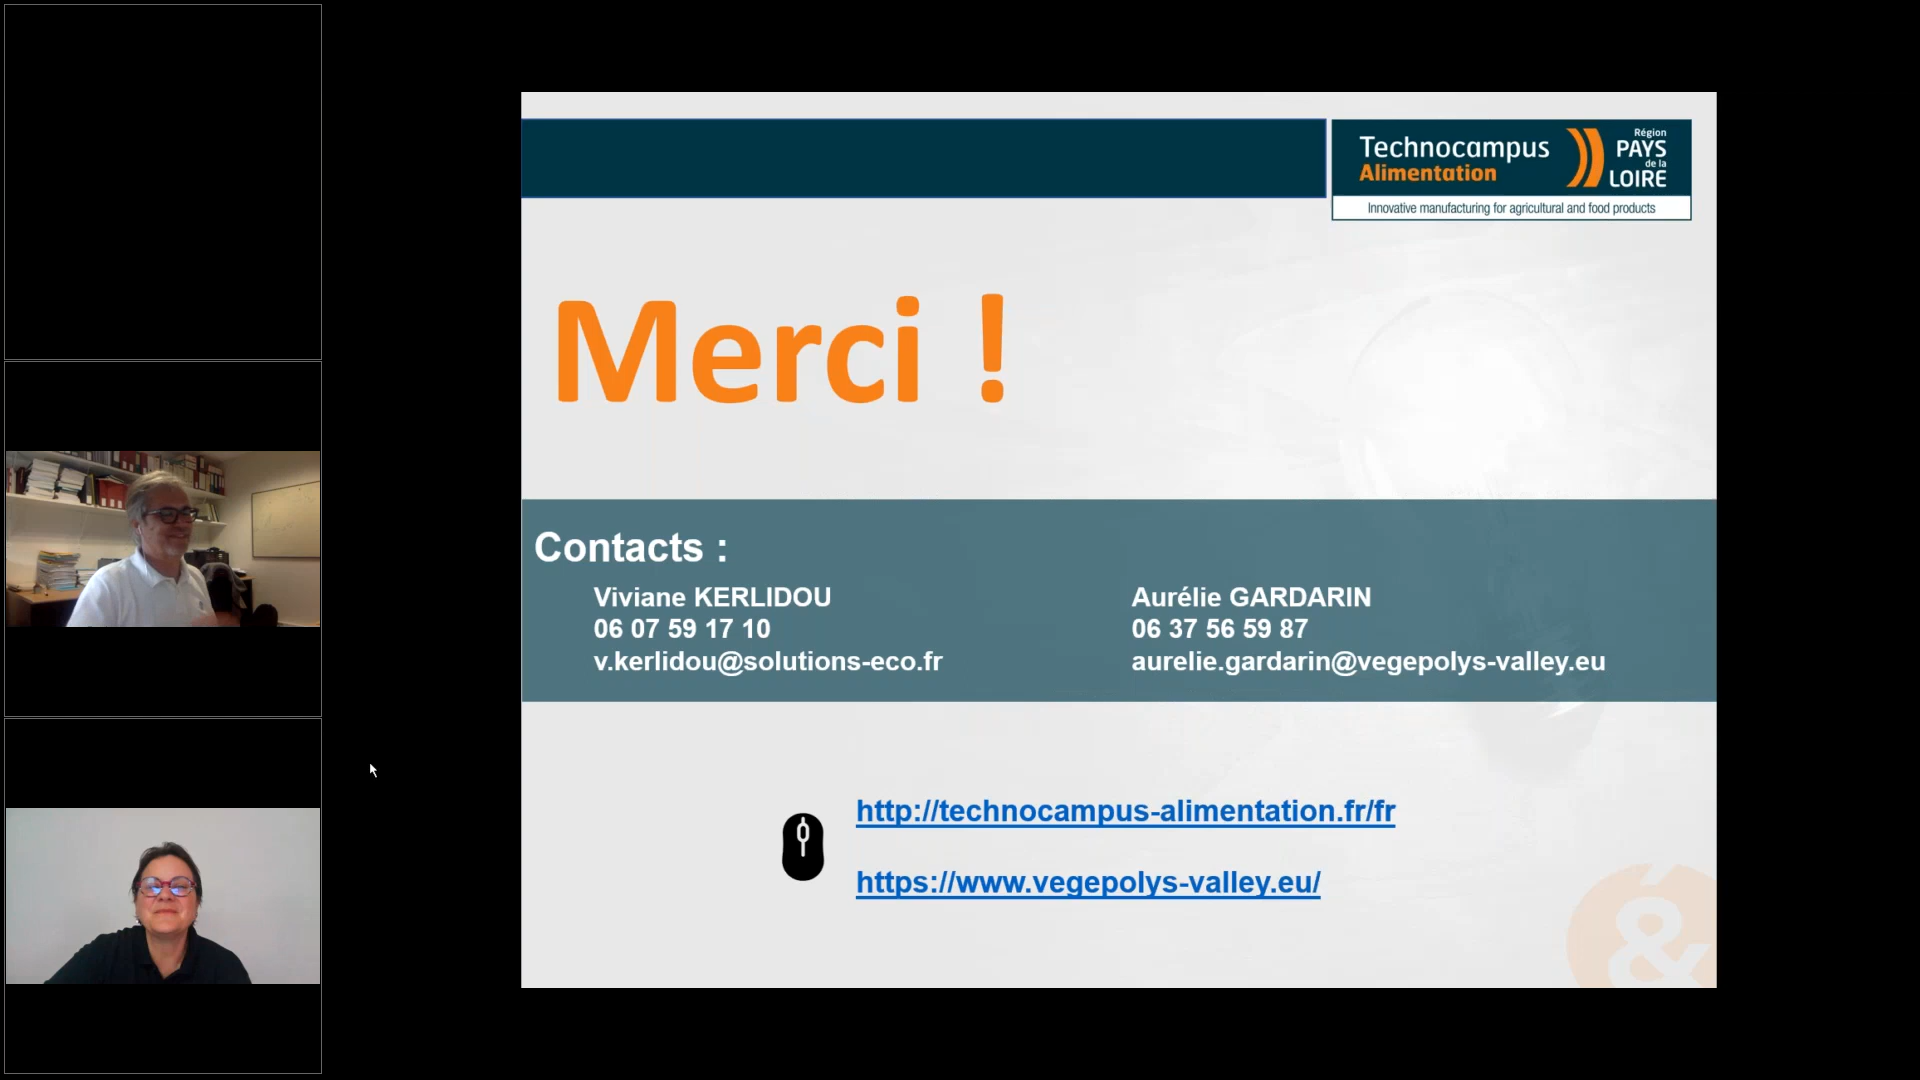 Technocampus
Alimentation
Région
PAYS
de la
LOIRE
Innovative manufacturing for agricultural and food products
Merci !
Contacts :
Viviane KERLIDOU
06 07 59 17 10
v.kerlidou@solutions-eco.fr
Aurélie GARDARIN
06 37 56 59 87
aurelie.gardarin@vegepolys-valley.eu
http://technocampus-alimentation.fr/fr
https://www.vegepolys-valley.eu/
&